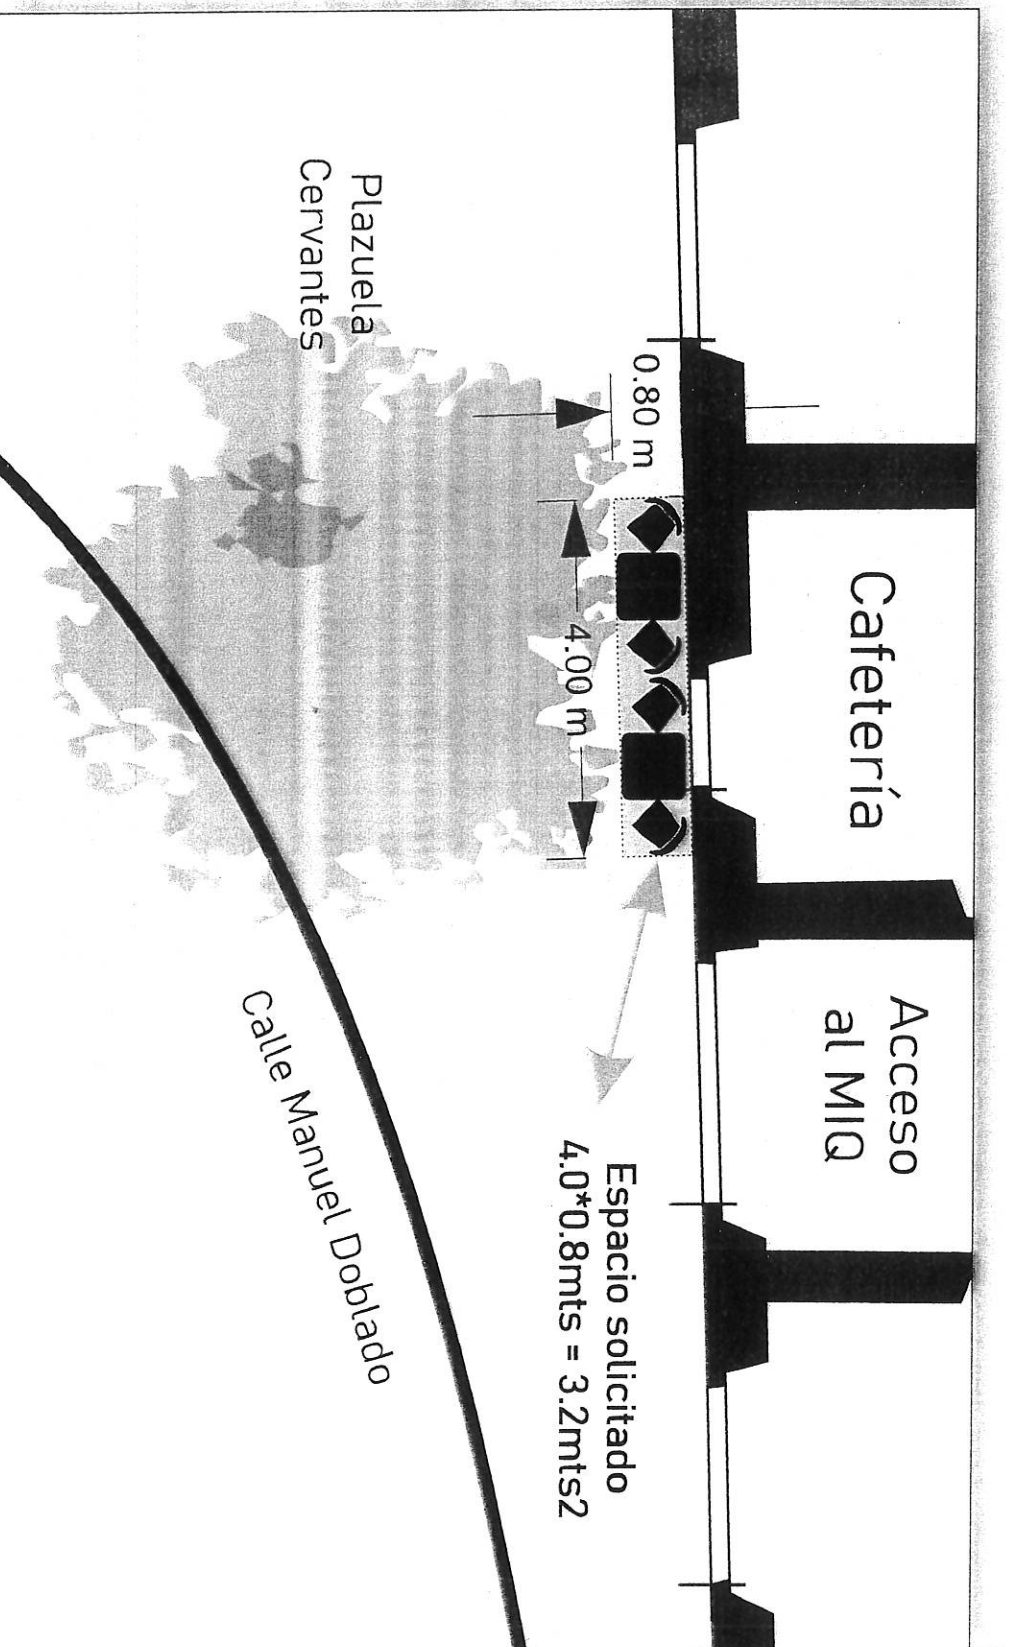 Cafetería
Acceso
al MIQ
0.80 m
4.00 m
Plazuela
Cervantes
Espacio solicitado
4.0*0.8mts = 3.2mts2
Calle Manuel Doblado